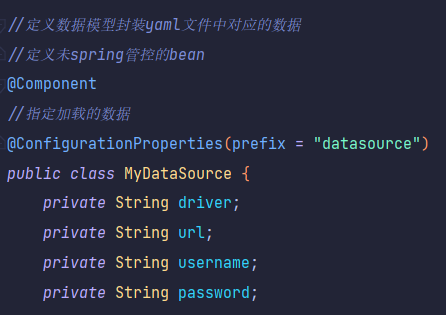 //定义数据模型封装yaml文件中对应的数据
//定义未spring管控的bean
@Component
//指定加载的数据
@ConfigurationProperties(prefix = "datasource")
public class MyDataSource {
private String driver;
private String url;
private String username;
private String password;